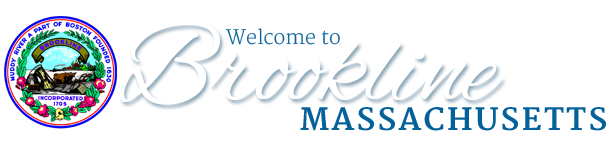 MUDDY RIVER A PART OF BOSTON FOUNDED 1630
BROOKLINE
INCORPORATED
1705
Welcome to
Brookline
MASSACHUSETTS